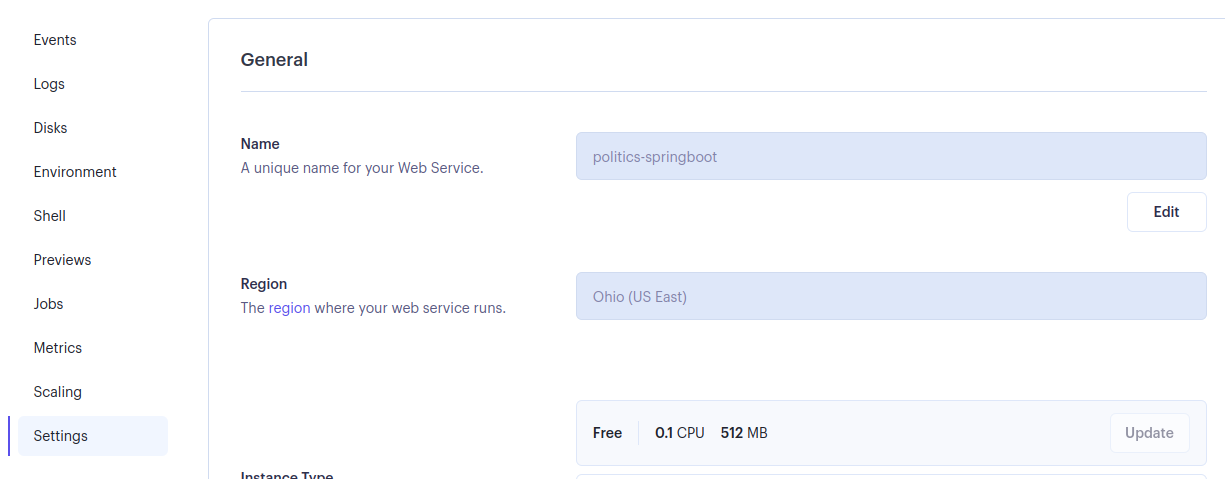 Events
Logs
Disks
Environment
Shell
Previews
Jobs
Metrics
Scaling
Settings
General
Name
A unique name for your Web Service.
politics-springboot
Edit
Region
The region where your web service runs.
Ohio (US East)
Free 0.1 CPU 512 MB
Update
Instance Type